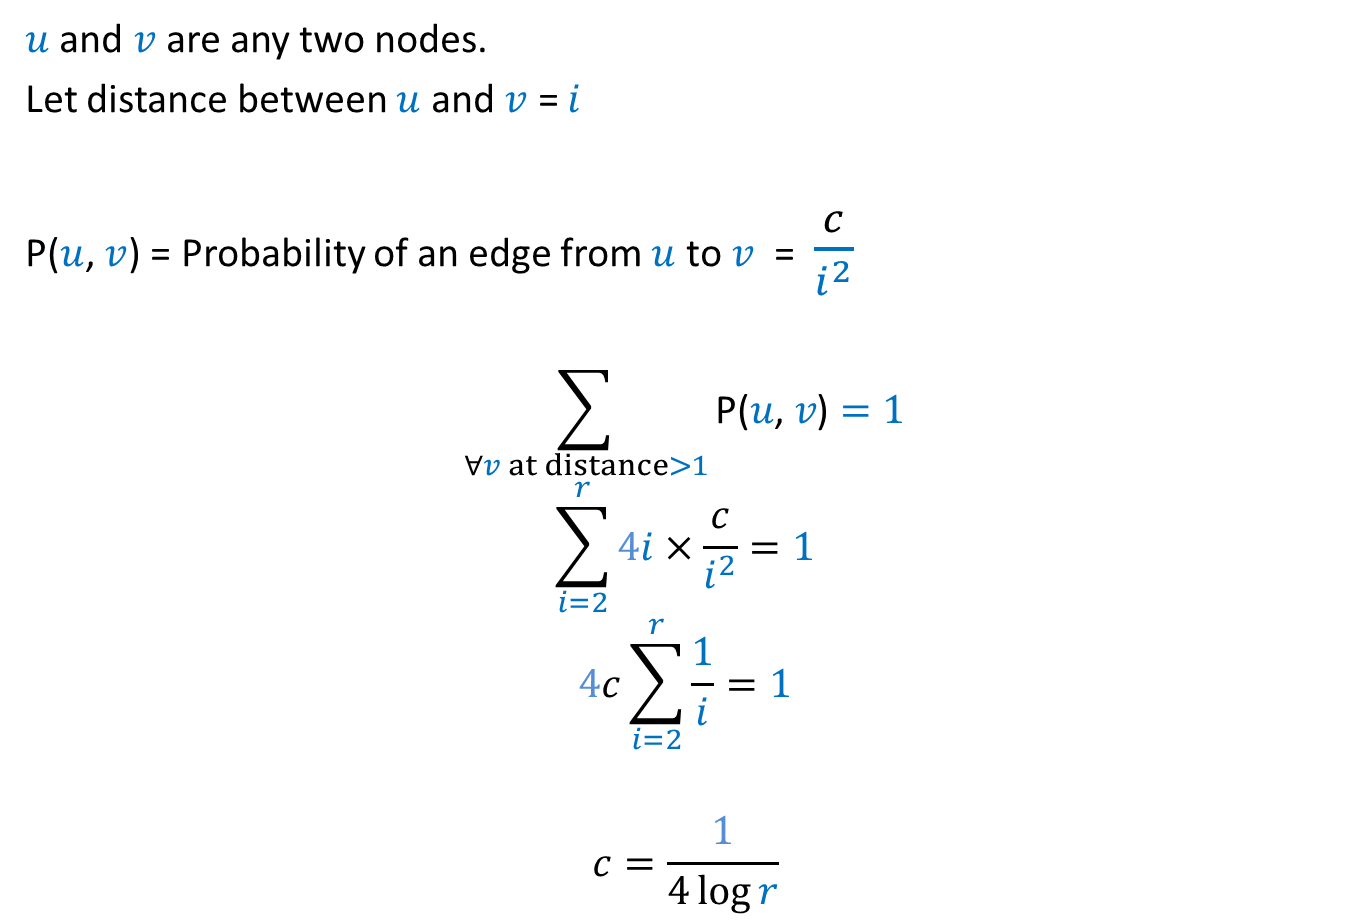 u and v are any two nodes.
Let distance between u and v = i
P(u, v) = Probability of an edge from u to v = c/i²
∑_{∀v at distance>1} P(u, v) = 1
∑_{i=2}^{r} 4i × c/i² = 1
4c ∑_{i=2}^{r} 1/i = 1
c = 1/(4 log r)